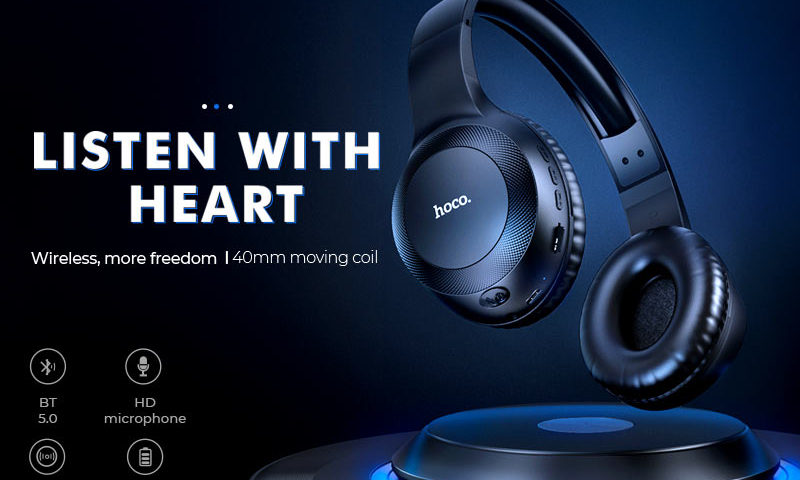 LISTEN WITH
HEART
Wireless, more freedom | 40mm moving coil
hoco.
BT
5.0
HD
microphone